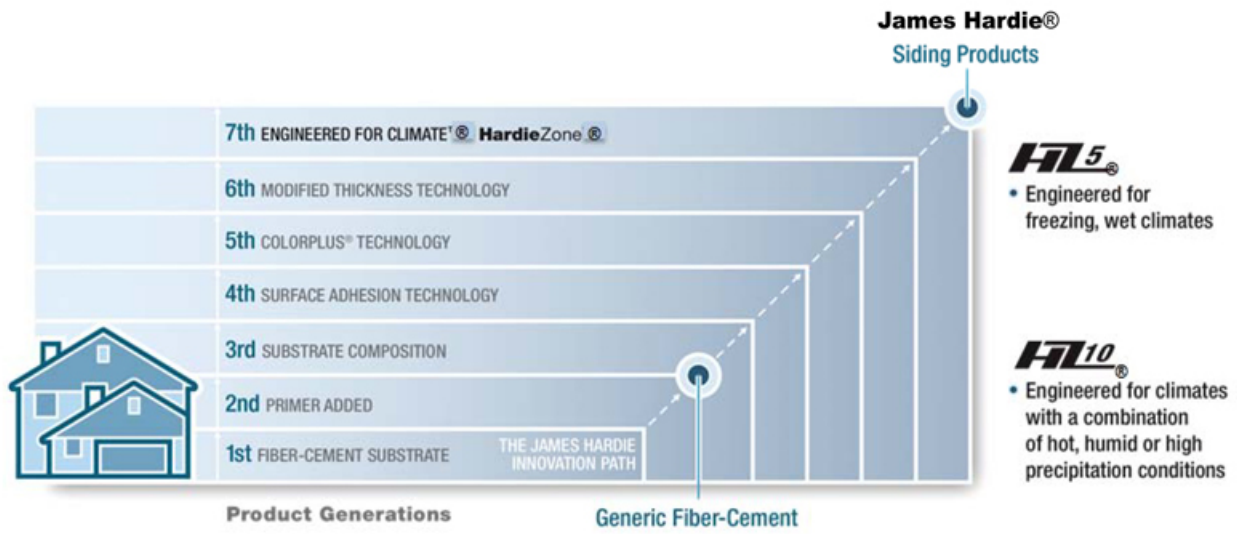 James Hardie®
Siding Products
7th ENGINEERED FOR CLIMATE® HardieZone®
6th MODIFIED THICKNESS TECHNOLOGY
5th COLORPLUS® TECHNOLOGY
4th SURFACE ADHESION TECHNOLOGY
3rd SUBSTRATE COMPOSITION
2nd PRIMER ADDED
1st FIBER-CEMENT SUBSTRATE
THE JAMES HARDIE
INNOVATION PATH
Product Generations
Generic Fiber-Cement
HZ5®
• Engineered for
freezing, wet climates
HZ10®
• Engineered for climates
with a combination
of hot, humid or high
precipitation conditions